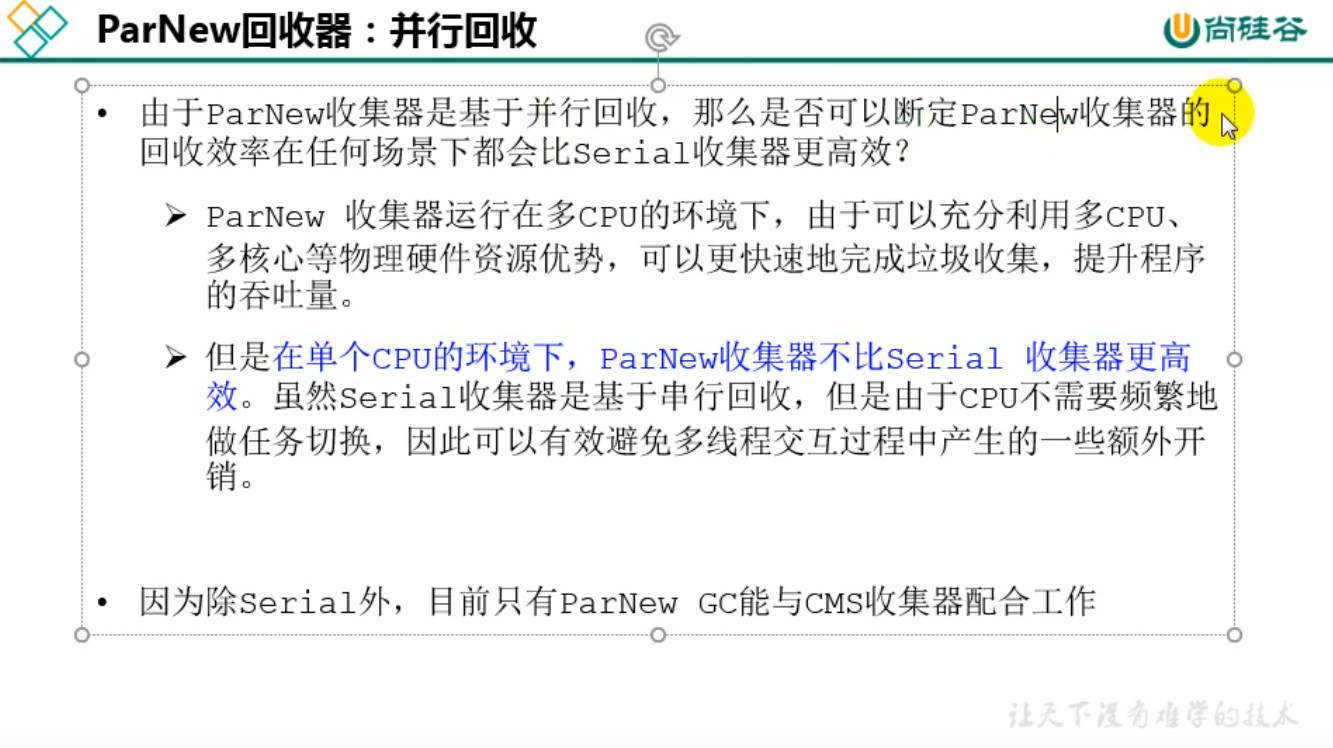 ParNew回收器：并行回收
尚硅谷
• 由于ParNew收集器是基于并行回收，那么是否可以断定ParNew收集器的
回收效率在任何场景下都会比Serial收集器更高效？
➢ ParNew 收集器运行在多CPU的环境下，由于可以充分利用多CPU、
多核心等物理硬件资源优势，可以更快速地完成垃圾收集，提升程序
的吞吐量。
➢ 但是在单个CPU的环境下，ParNew收集器不比Serial 收集器更高
效。虽然Serial收集器是基于串行回收，但是由于CPU不需要频繁地
做任务切换，因此可以有效避免多线程交互过程中产生的一些额外开
销。
• 因为除Serial外，目前只有ParNew GC能与CMS收集器配合工作
让天下没有难学的技术